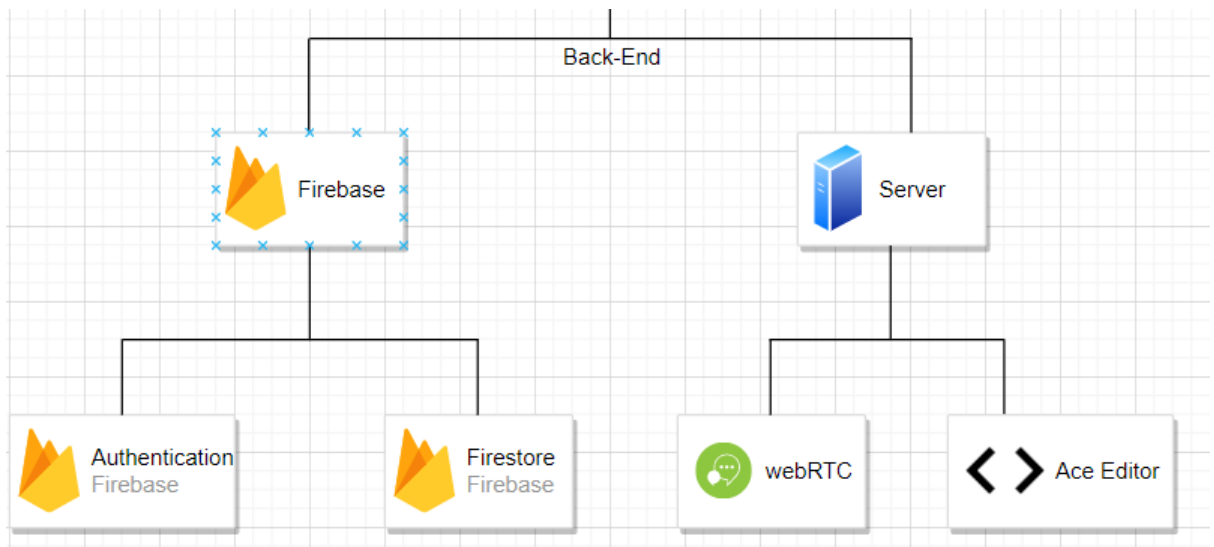 Back-End
Firebase
Server
Authentication
Firebase
Firestore
Firebase
webRTC
Ace Editor